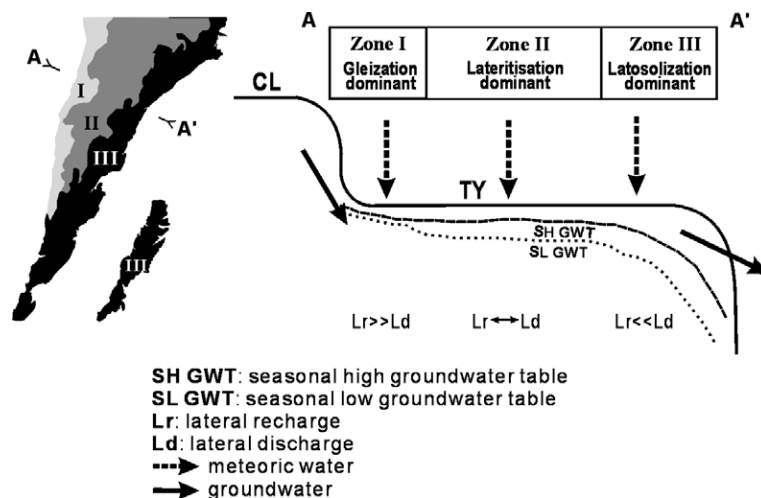 A
I
II
III
A'
III
A
A'
Zone I
Gleization
dominant
Zone II
Lateritisation
dominant
Zone III
Latosolization
dominant
CL
TY
SH GWT
SL GWT
Lr>>Ld
Lr↔Ld
Lr<<Ld
SH GWT: seasonal high groundwater table
SL GWT: seasonal low groundwater table
Lr: lateral recharge
Ld: lateral discharge
meteoric water
groundwater